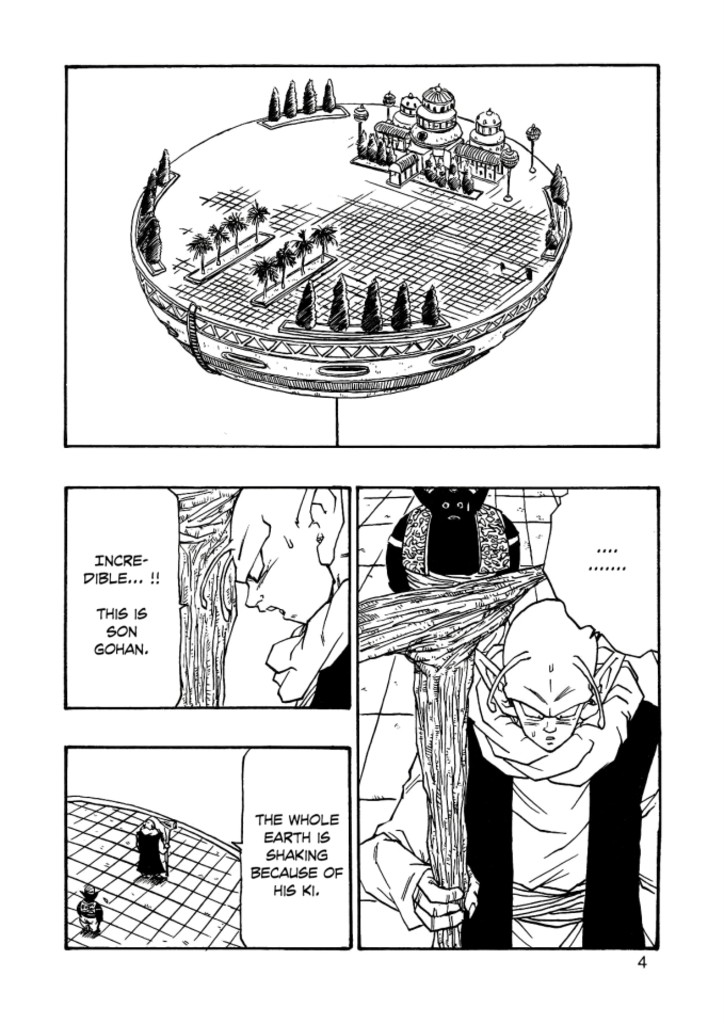 ....
.......
INCRE-
DIBLE... !!
THIS IS
SON
GOHAN.
THE WHOLE
EARTH IS
SHAKING
BECAUSE OF
HIS KI.
4